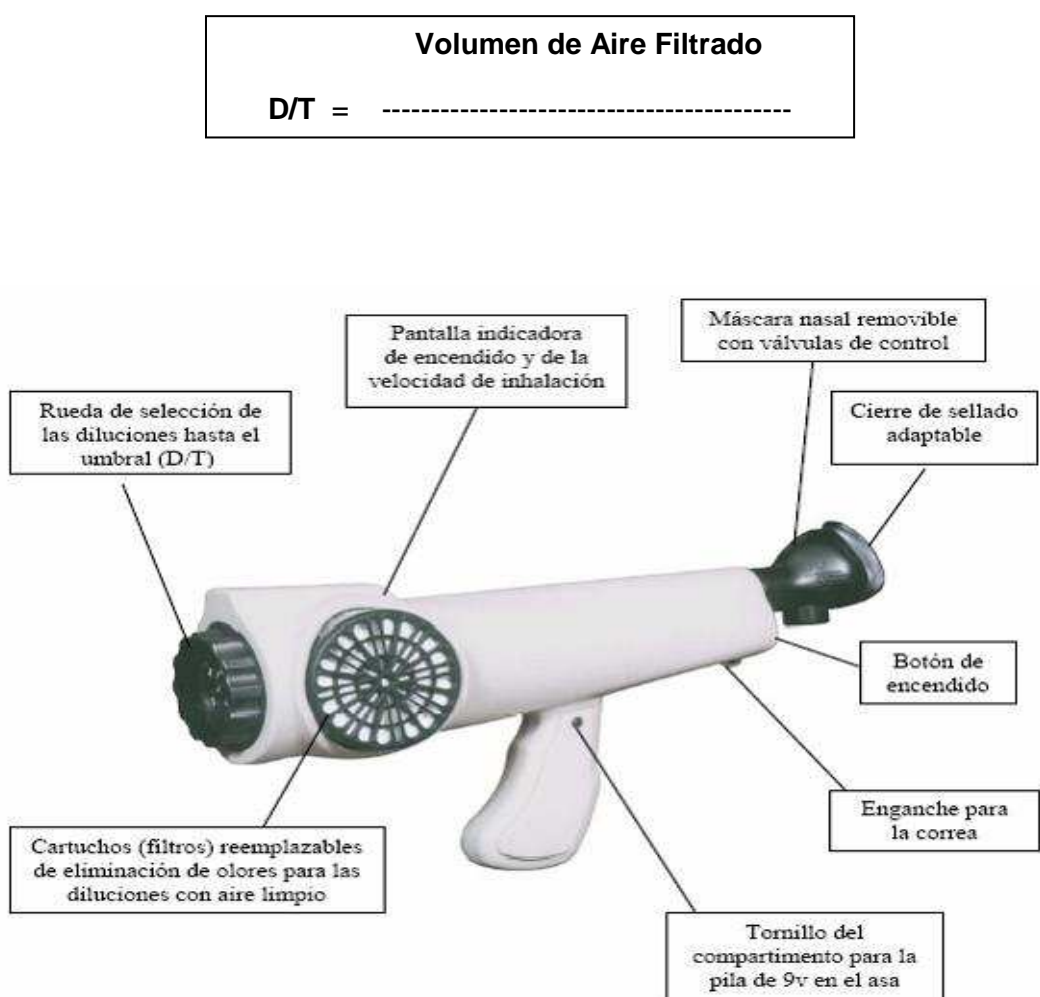 Volumen de Aire Filtrado
D/T = ------------------------------------------
Máscara nasal removible
con válvulas de control
Pantalla indicadora
de encendido y de la
velocidad de inhalación
Rueda de selección de
las diluciones hasta el
umbral (D/T)
Cierre de sellado
adaptable
Botón de
encendido
Enganche para
la correa
Cartuchos (filtros) reemplazables
de eliminación de olores para las
diluciones con aire limpio
Tornillo del
compartimento para la
pila de 9v en el asa